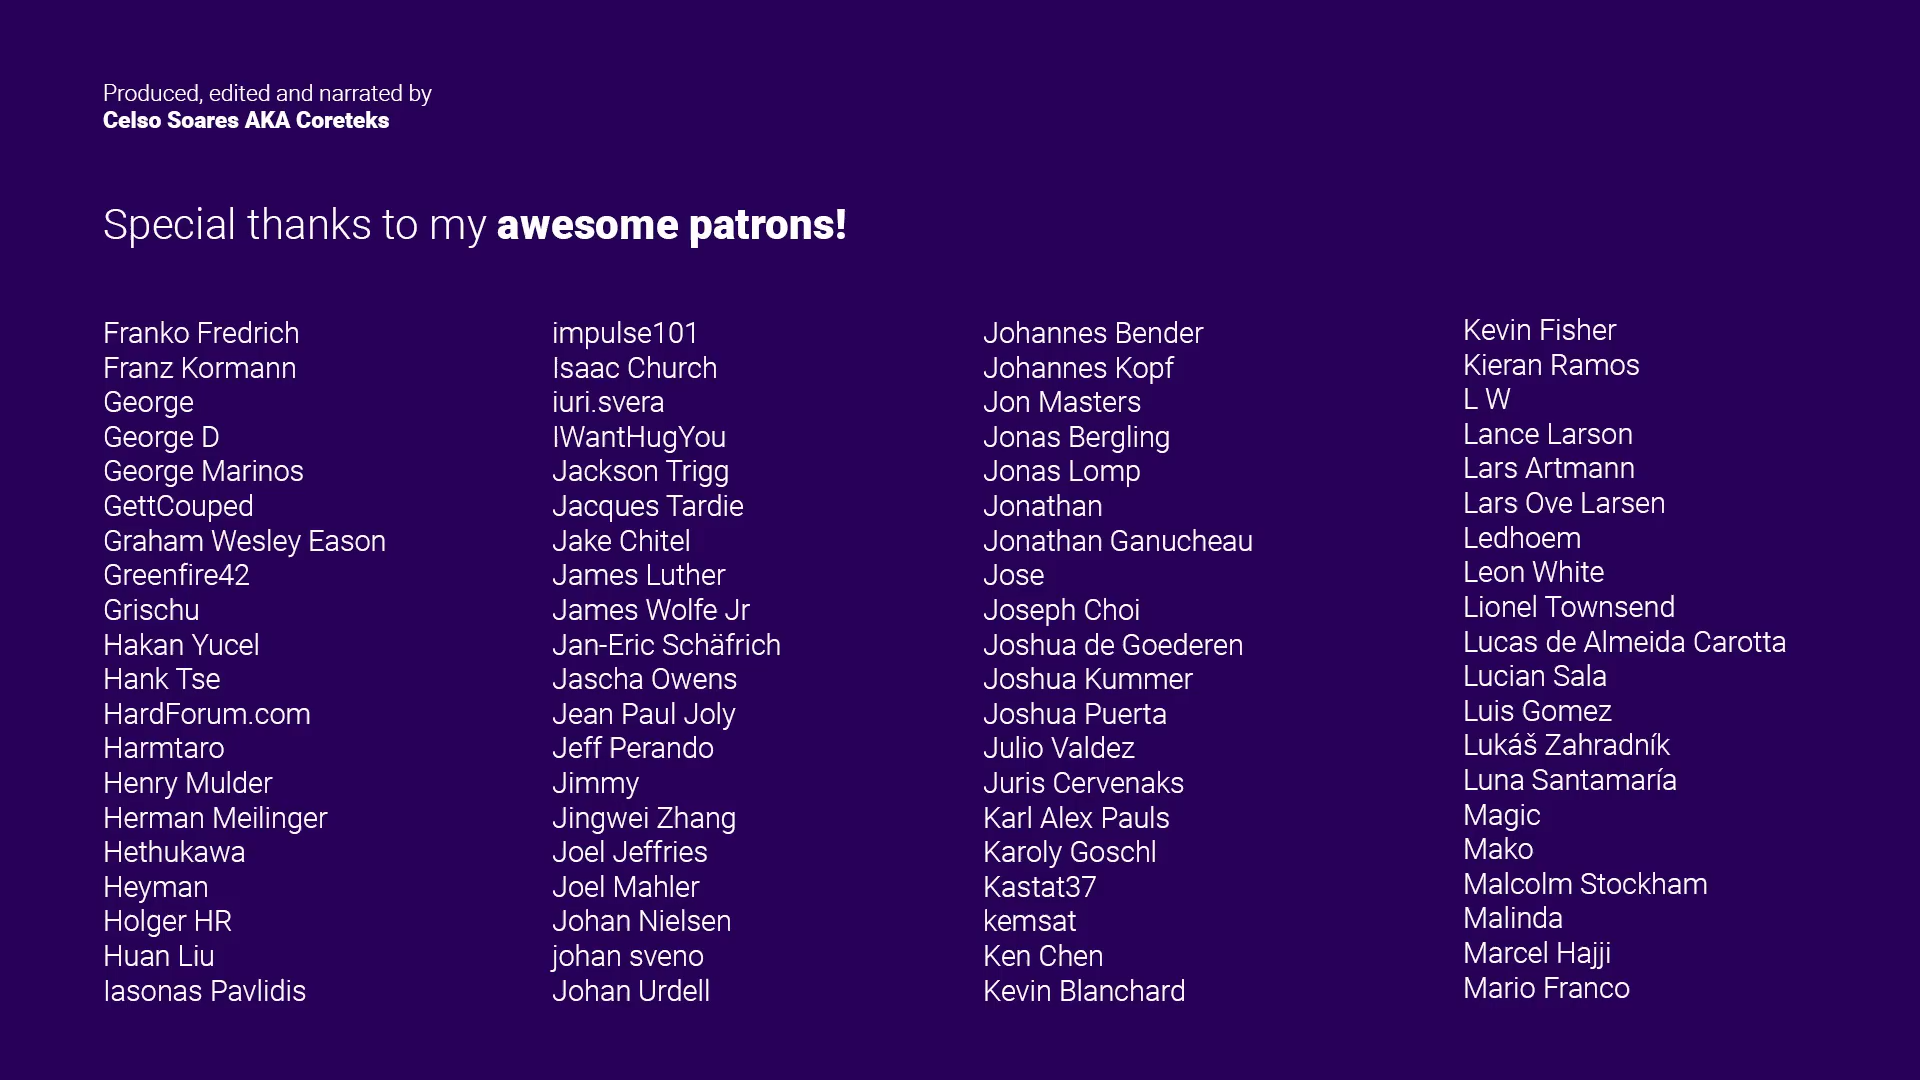 Produced, edited and narrated by
Celso Soares AKA Coreteks
Special thanks to my awesome patrons!
Franko Fredrich
Franz Kormann
George
George D
George Marinos
GettCouped
Graham Wesley Eason
Greenfire42
Grischu
Hakan Yucel
Hank Tse
HardForum.com
Harmtaro
Henry Mulder
Herman Meilinger
Hethukawa
Heyman
Holger HR
Huan Liu
Iasonas Pavlidis
impulse101
Isaac Church
iuri.svera
IWantHugYou
Jackson Trigg
Jacques Tardie
Jake Chitel
James Luther
James Wolfe Jr
Jan-Eric Schäfrich
Jascha Owens
Jean Paul Joly
Jeff Perando
Jimmy
Jingwei Zhang
Joel Jeffries
Joel Mahler
Johan Nielsen
johan sveno
Johan Urdell
Johannes Bender
Johannes Kopf
Jon Masters
Jonas Bergling
Jonas Lomp
Jonathan
Jonathan Ganucheau
Jose
Joseph Choi
Joshua de Goederen
Joshua Kummer
Joshua Puerta
Julio Valdez
Juris Cervenaks
Karl Alex Pauls
Karoly Goschl
Kastat37
kemsat
Ken Chen
Kevin Blanchard
Kevin Fisher
Kieran Ramos
L W
Lance Larson
Lars Artmann
Lars Ove Larsen
Ledhoem
Leon White
Lionel Townsend
Lucas de Almeida Carotta
Lucian Sala
Luis Gomez
Lukáš Zahradník
Luna Santamaría
Magic
Mako
Malcolm Stockham
Malinda
Marcel Hajji
Mario Franco